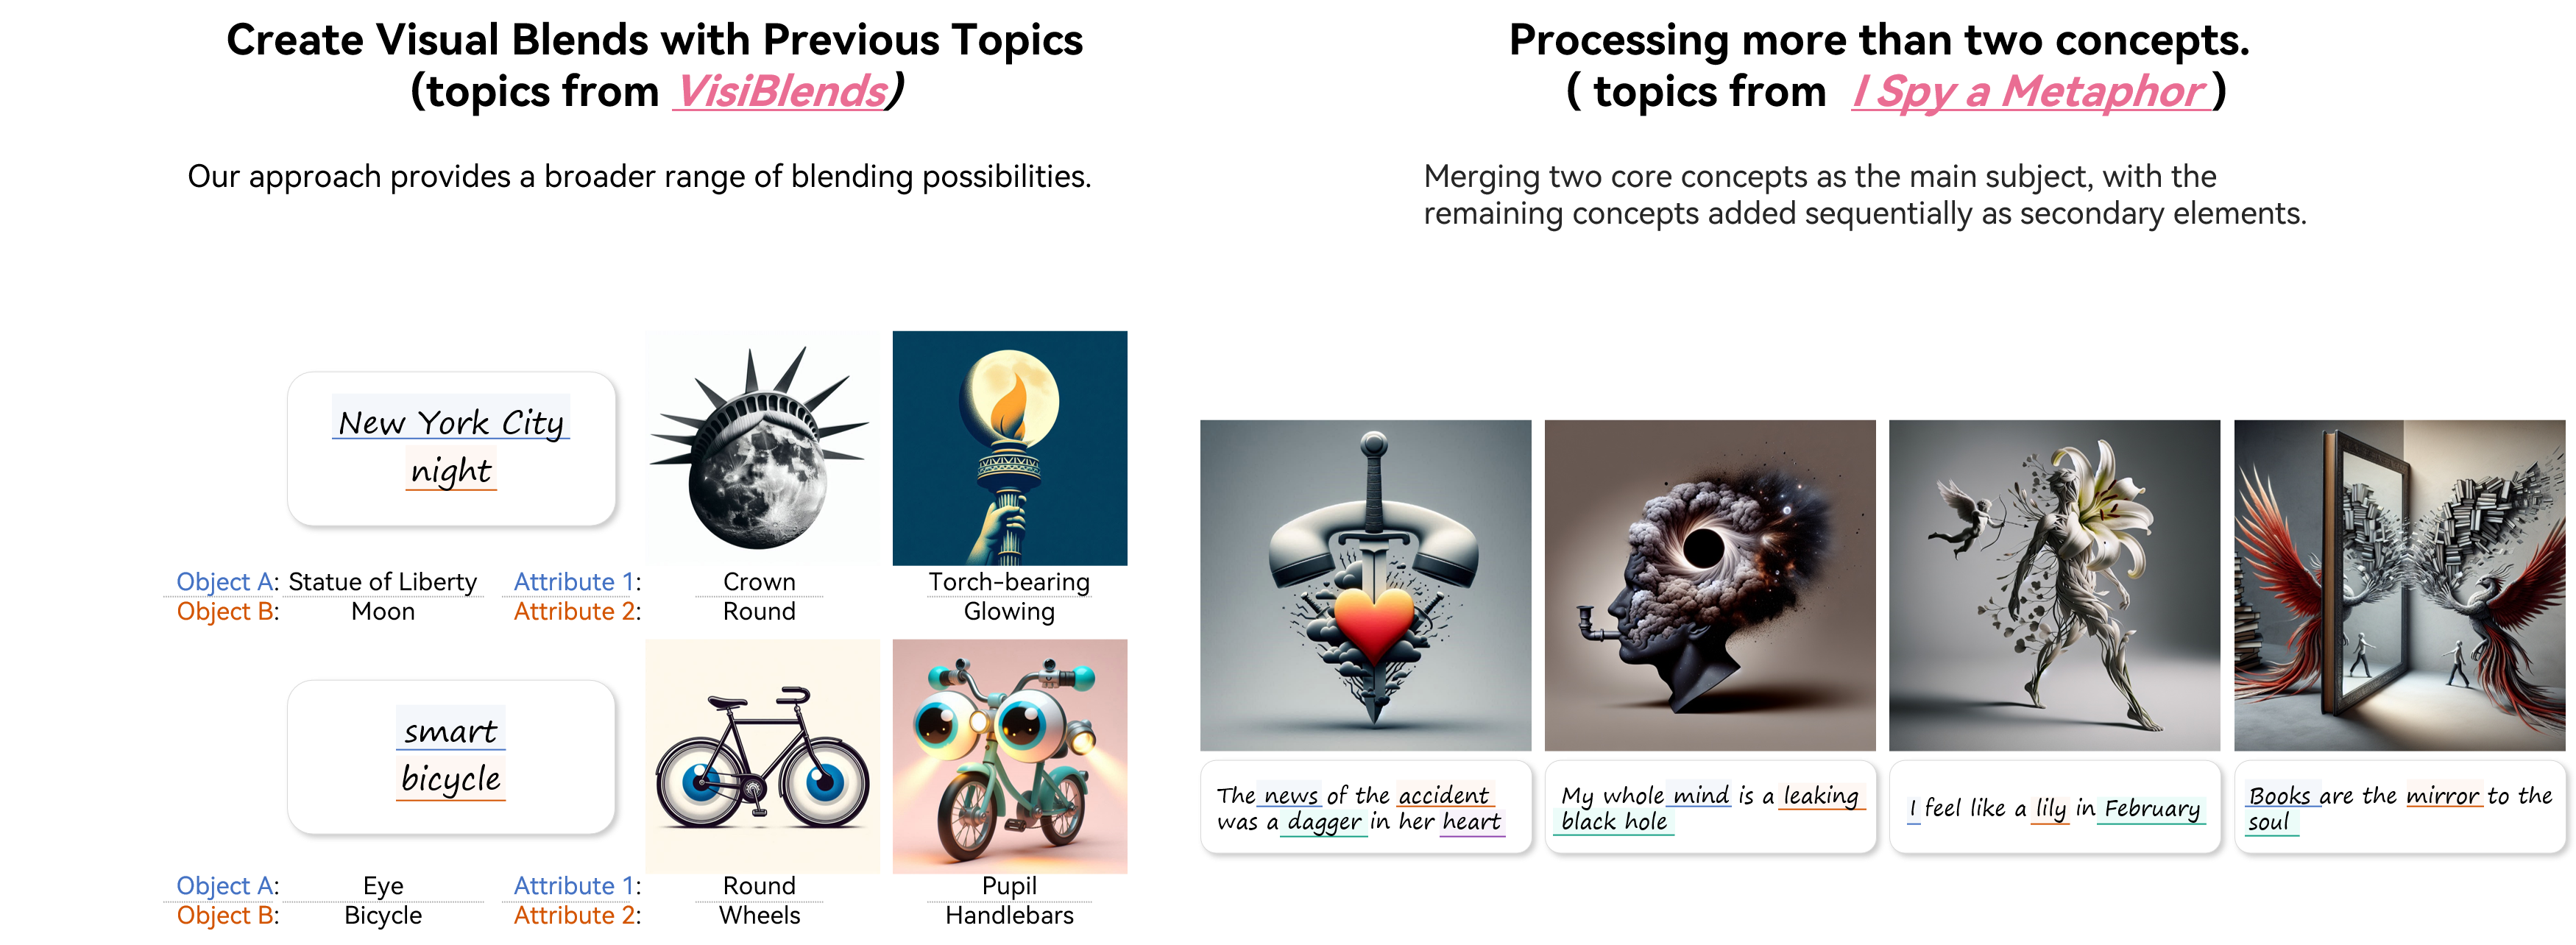 Create Visual Blends with Previous Topics
(topics from VisiBlends)
Our approach provides a broader range of blending possibilities.
New York City
night
Object A: Statue of Liberty Attribute 1: Crown Torch-bearing
Object B: Moon Attribute 2: Round Glowing
smart
bicycle
Object A: Eye Attribute 1: Round Pupil
Object B: Bicycle Attribute 2: Wheels Handlebars
Processing more than two concepts.
( topics from I Spy a Metaphor )
Merging two core concepts as the main subject, with the
remaining concepts added sequentially as secondary elements.
The news of the accident
was a dagger in her heart
My whole mind is a leaking
black hole
I feel like a lily in February
Books are the mirror to the
soul